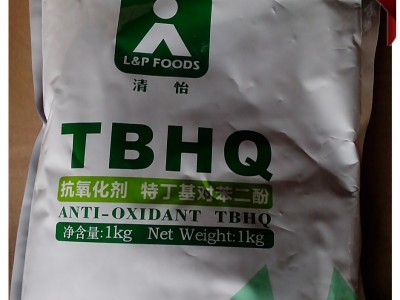 L&P FOODS
清怡
TBHQ
抗氧化剂 特丁基对苯二酚
ANTI-OXIDANT TBHQ
净含量:1kg Net Weight:1kg